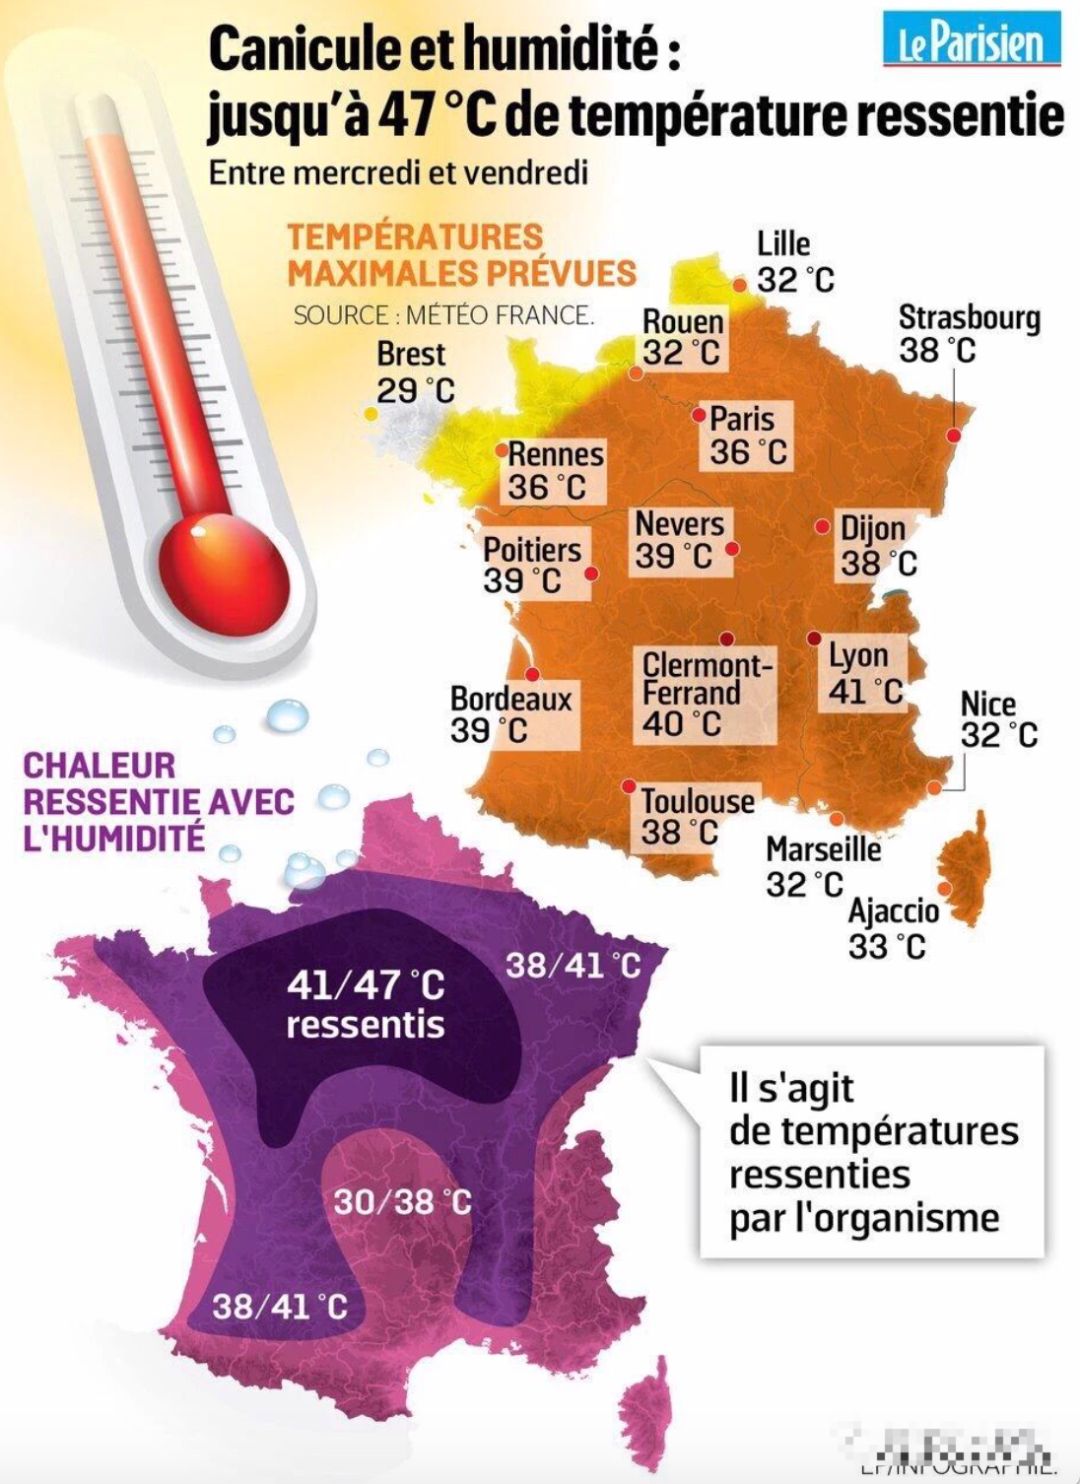 Canicule et humidité :
jusqu'à 47 °C de température ressentie
Le Parisien
Entre mercredi et vendredi
TEMPÉRATURES
MAXIMALES PRÉVUES
SOURCE : MÉTÉO FRANCE.
Lille
32 °C
Rouen
32 °C
Strasbourg
38 °C
Brest
29 °C
Paris
36 °C
Rennes
36 °C
Nevers
39 °C
Dijon
38 °C
Poitiers
39 °C
Clermont-
Ferrand
40 °C
Lyon
41 °C
Bordeaux
39 °C
Nice
32 °C
Toulouse
38 °C
Marseille
32 °C
Ajaccio
33 °C
CHALEUR
RESSENTIE AVEC
L'HUMIDITÉ
41/47 °C
ressentis
38/41 °C
30/38 °C
38/41 °C
Il s'agit
de températures
ressenties
par l'organisme
LP/INFOGRAPHIE.